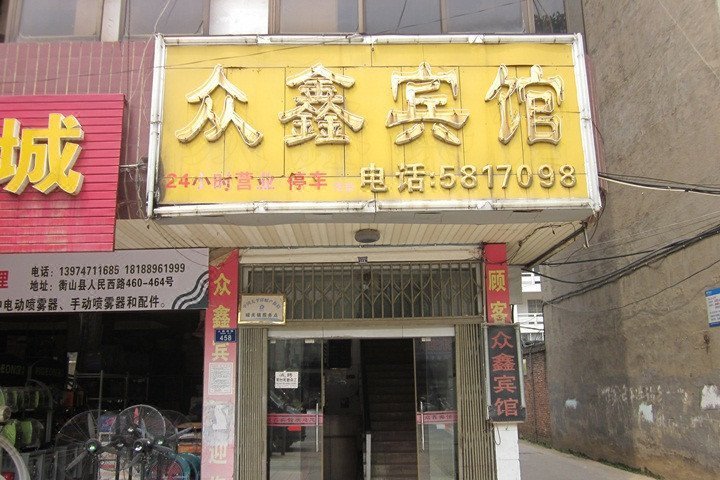 众鑫宾馆
24小时营业 停车
电话:5817098
城
理
电话：13974711685 18188961999
地址：衡山县人民西路460-464号
电动喷雾器、手动喷雾器和配件。
众鑫宾
迎
458
顾客
众鑫宾馆